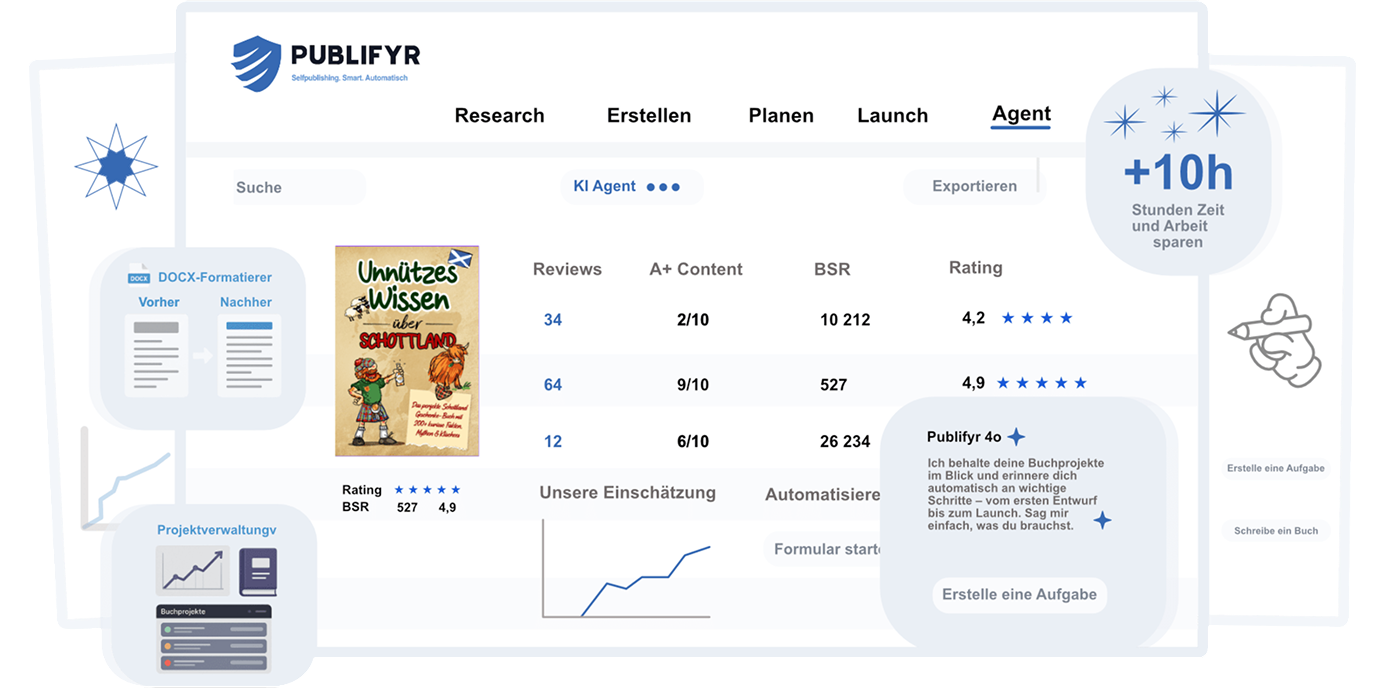 PUBLIFYR
Selfpublishing. Smart. Automatisch
Research
Erstellen
Planen
Launch
Agent
+10h
Stunden Zeit
und Arbeit
sparen
Suche
KI Agent
Exportieren
DOCX
DOCX-Formatierer
Vorher
Nachher
Unnützes
Wissen
über
SCHOTTLAND
Das perfekte Schottland
Geschenke-Buch mit
200+ kuriose Fakten,
Mythen & Klischees
Reviews
A+ Content
BSR
Rating
34
2/10
10 212
4,2 ★ ★ ★ ★
64
9/10
527
4,9 ★ ★ ★ ★ ★
12
6/10
26 234
Rating ★ ★ ★ ★ ★
BSR 527 4,9
Unsere Einschätzung
Automatisiere
Formular starte
Publifyr 4o
Ich behalte deine Buchprojekte
im Blick und erinnere dich
automatisch an wichtige
Schritte – vom ersten Entwurf
bis zum Launch. Sag mir
einfach, was du brauchst.
Erstelle eine Aufgabe
Erstelle eine Aufgabe
Schreibe ein Buch
Projektverwaltungv
Buchprojekte